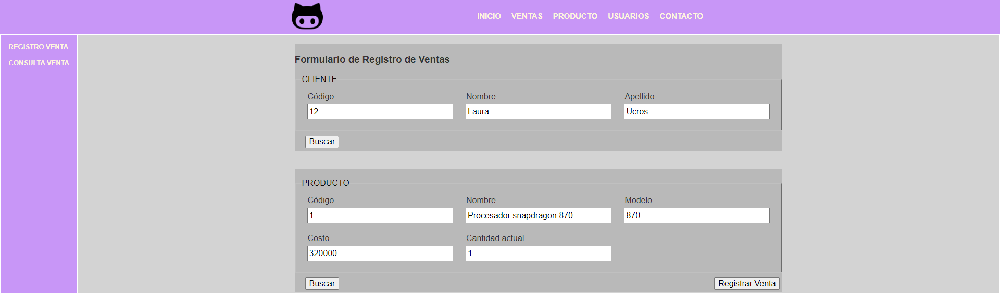 INICIO VENTAS PRODUCTO USUARIOS CONTACTO
REGISTRO VENTA
CONSULTA VENTA
Formulario de Registro de Ventas
CLIENTE
Código Nombre Apellido
12 Laura Ucros
Buscar
PRODUCTO
Código Nombre Modelo
1 Procesador snapdragon 870 870
Costo Cantidad actual
320000 1
Buscar Registrar Venta